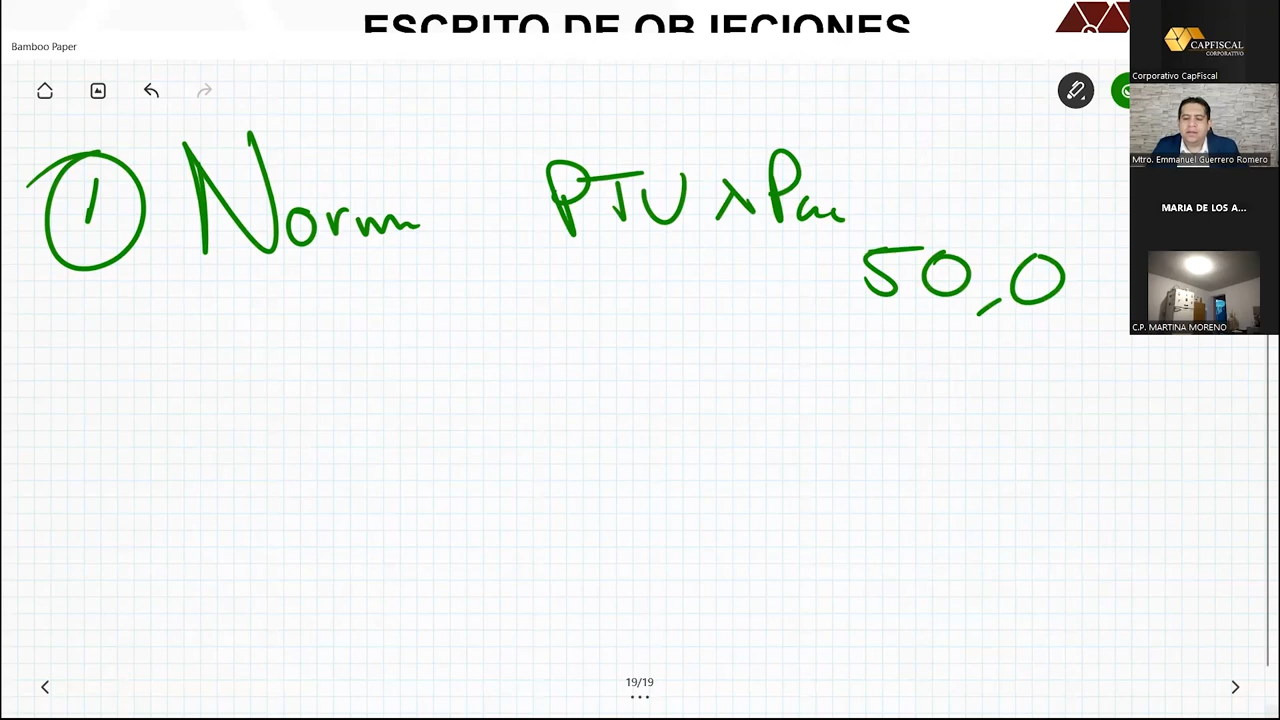 ESCRITO DE OBJECIONES
Bamboo Paper
CAPFISCAL
CORPORATIVO
Corporativo CapFiscal
Mtro. Emmanuel Guerrero Romero
MARIA DE LOS A...
C.P. MARTINA MORENO
1 Norm PTU x Pa
50,0
19/19